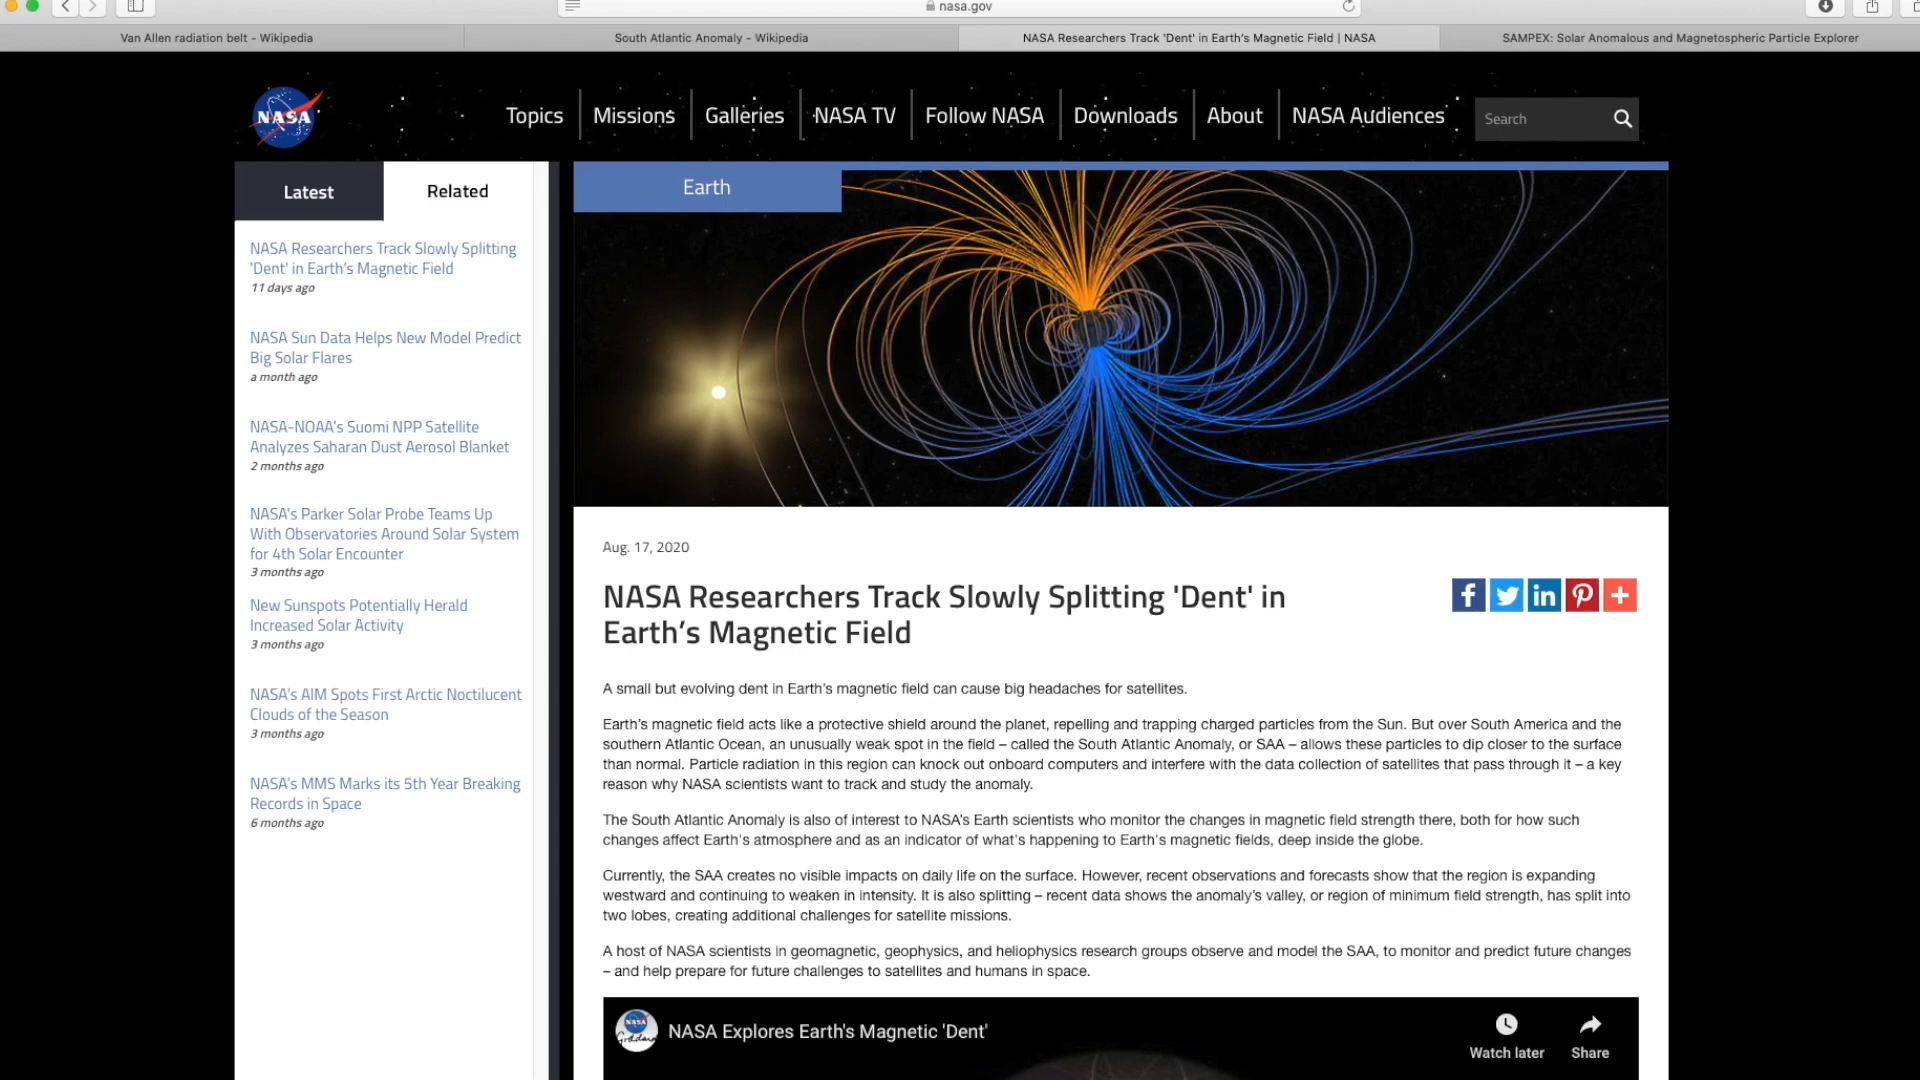 nasa.gov
Van Allen radiation belt - Wikipedia
South Atlantic Anomaly - Wikipedia
NASA Researchers Track 'Dent' in Earth's Magnetic Field | NASA
SAMPEX: Solar Anomalous and Magnetospheric Particle Explorer
NASA
Topics
Missions
Galleries
NASA TV
Follow NASA
Downloads
About
NASA Audiences
Search
Latest
Related
NASA Researchers Track Slowly Splitting
'Dent' in Earth’s Magnetic Field
11 days ago
NASA Sun Data Helps New Model Predict
Big Solar Flares
a month ago
NASA-NOAA’s Suomi NPP Satellite
Analyzes Saharan Dust Aerosol Blanket
2 months ago
NASA’s Parker Solar Probe Teams Up
With Observatories Around Solar System
for 4th Solar Encounter
3 months ago
New Sunspots Potentially Herald
Increased Solar Activity
3 months ago
NASA’s AIM Spots First Arctic Noctilucent
Clouds of the Season
3 months ago
NASA’s MMS Marks its 5th Year Breaking
Records in Space
6 months ago
Earth
Aug. 17, 2020
NASA Researchers Track Slowly Splitting 'Dent' in
Earth’s Magnetic Field
A small but evolving dent in Earth’s magnetic field can cause big headaches for satellites.
Earth’s magnetic field acts like a protective shield around the planet, repelling and trapping charged particles from the Sun. But over South America and the
southern Atlantic Ocean, an unusually weak spot in the field – called the South Atlantic Anomaly, or SAA – allows these particles to dip closer to the surface
than normal. Particle radiation in this region can knock out onboard computers and interfere with the data collection of satellites that pass through it – a key
reason why NASA scientists want to track and study the anomaly.
The South Atlantic Anomaly is also of interest to NASA’s Earth scientists who monitor the changes in magnetic field strength there, both for how such
changes affect Earth's atmosphere and as an indicator of what's happening to Earth's magnetic fields, deep inside the globe.
Currently, the SAA creates no visible impacts on daily life on the surface. However, recent observations and forecasts show that the region is expanding
westward and continuing to weaken in intensity. It is also splitting – recent data shows the anomaly’s valley, or region of minimum field strength, has split into
two lobes, creating additional challenges for satellite missions.
A host of NASA scientists in geomagnetic, geophysics, and heliophysics research groups observe and model the SAA, to monitor and predict future changes
– and help prepare for future challenges to satellites and humans in space.
NASA Goddard
NASA Explores Earth's Magnetic 'Dent'
Watch later
Share